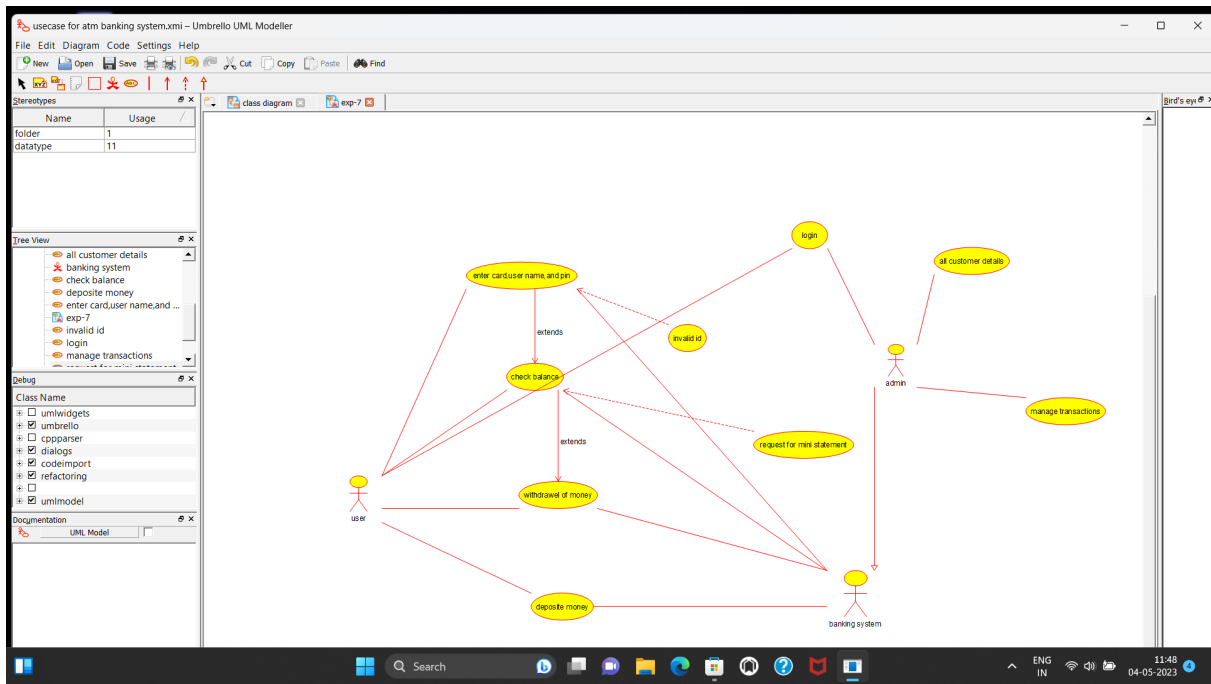 usecase for atm banking system.xmi – Umbrello UML Modeller
File Edit Diagram Code Settings Help
New Open Save Cut Copy Paste Find
Stereotypes
class diagram
exp-7
Bird's eye
Name Usage
folder 1
datatype 11
Tree View
all customer details
banking system
check balance
deposite money
enter card,user name,and ...
exp-7
invalid id
login
manage transactions
request for mini statement
Debug
Class Name
umlwidgets
umbrello
cppparser
dialogs
codeimport
refactoring
umlmodel
Documentation
UML Model
login
all customer details
enter card,user name, and pin
extends
invalid id
check balance
admin
manage transactions
extends
request for mini statement
withdrawel of money
user
deposite money
banking system
Search
ENG
IN
11:48
04-05-2023
4